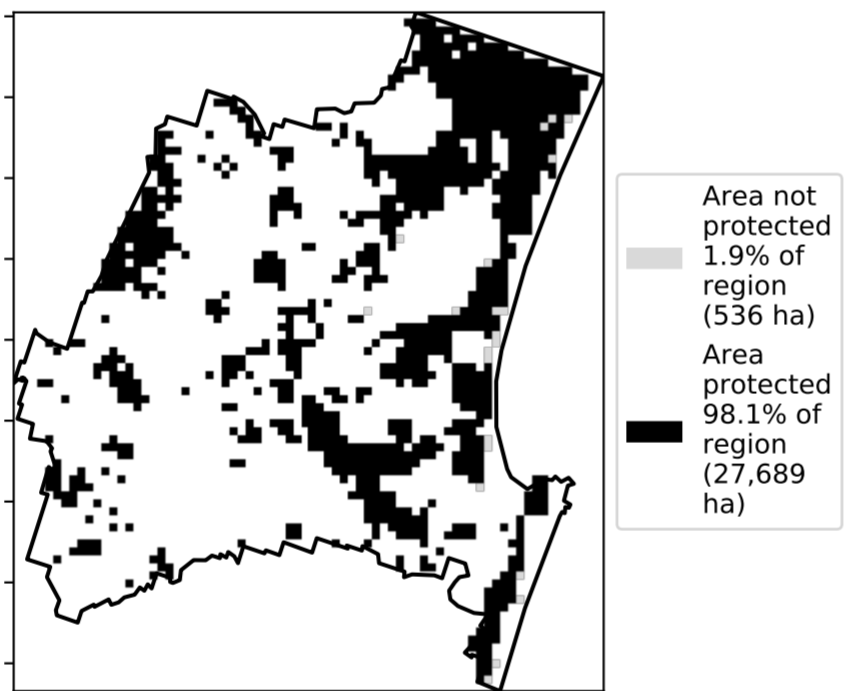 Area not
protected
1.9% of
region
(536 ha)
Area
protected
98.1% of
region
(27,689
ha)